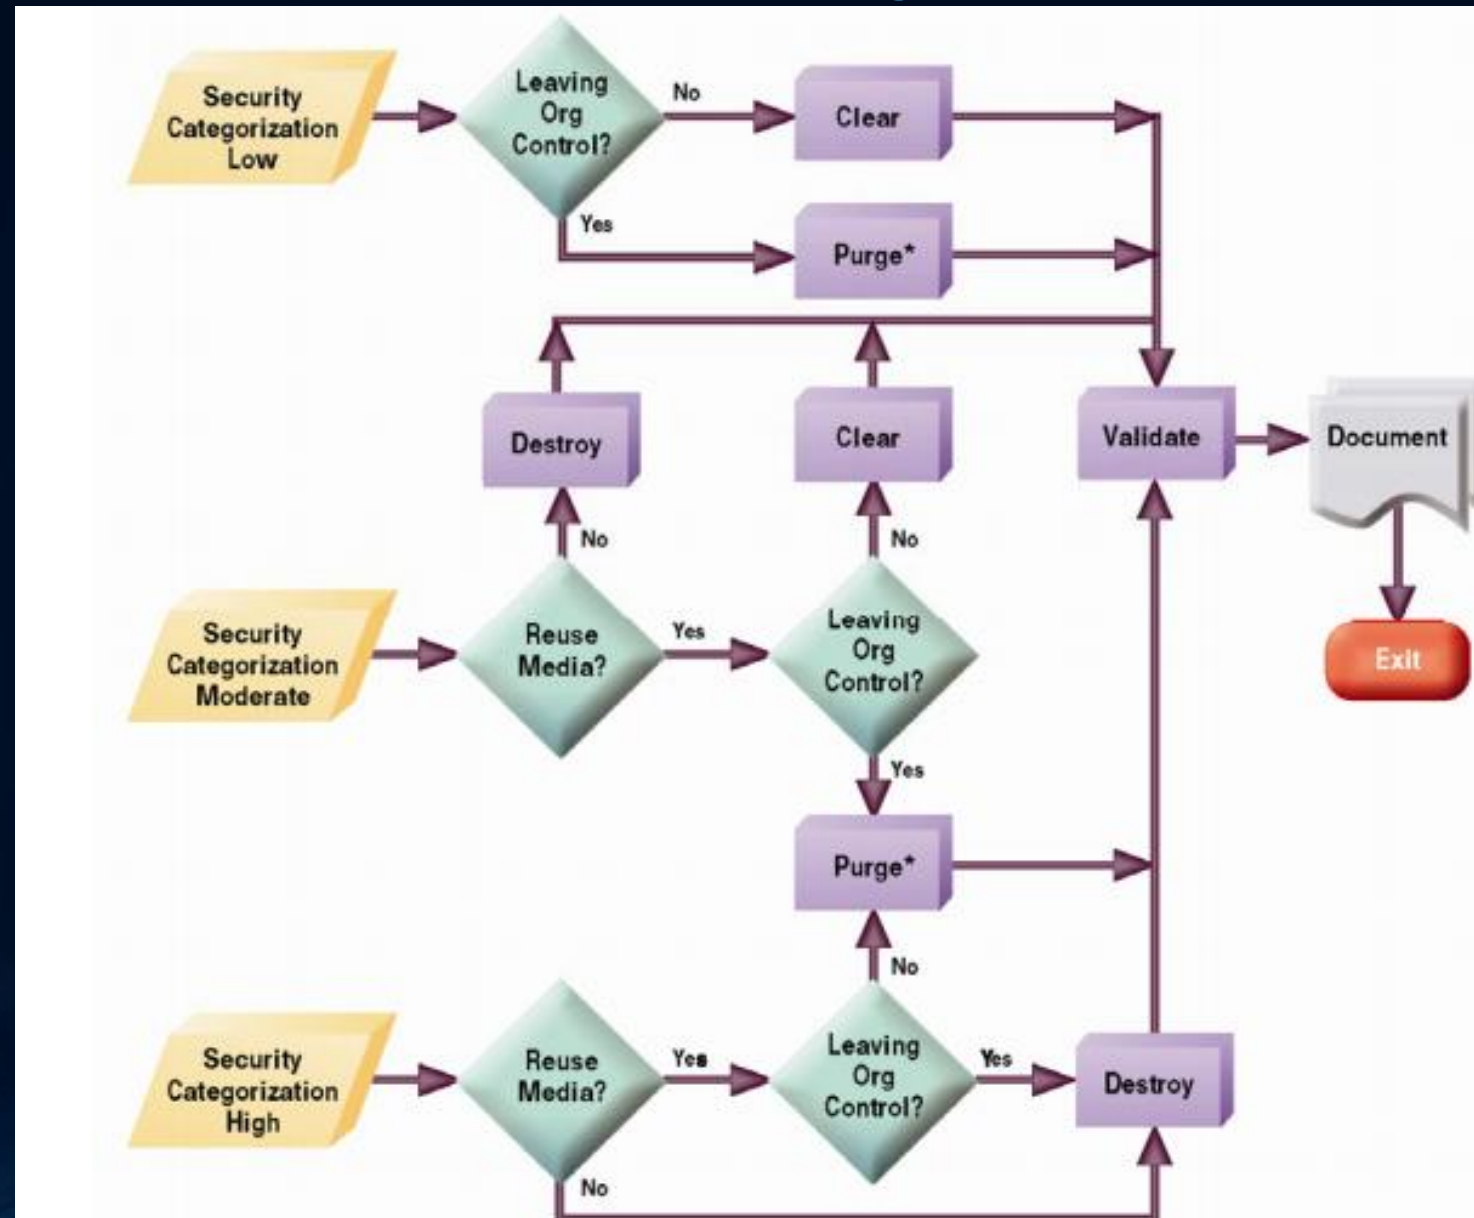 Security
Categorization
Low
Leaving
Org
Control?
No
Clear
Yes
Purge*
Destroy
Clear
Validate
Document
No
No
Security
Categorization
Moderate
Reuse
Media?
Yes
Leaving
Org
Control?
Exit
Yes
Purge*
No
Security
Categorization
High
Reuse
Media?
Yes
Leaving
Org
Control?
Yes
Destroy
No